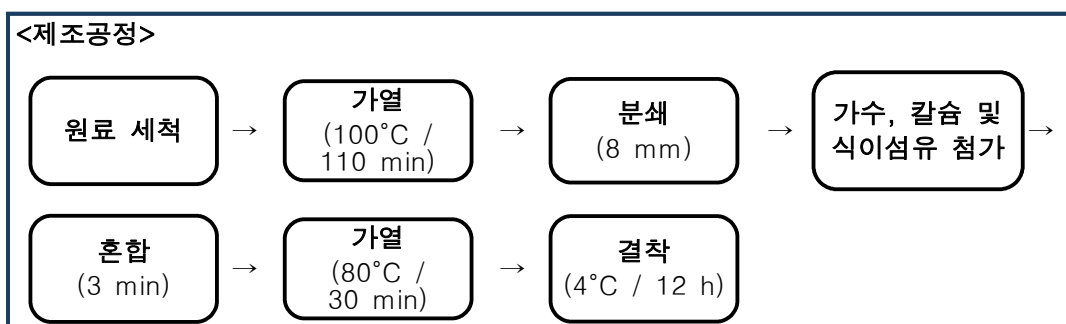 <제조공정>
원료 세척
→
가열
(100°C /
110 min)
→
분쇄
(8 mm)
→
가수, 칼슘 및
식이섬유 첨가
→
혼합
(3 min)
→
가열
(80°C /
30 min)
→
결착
(4°C / 12 h)